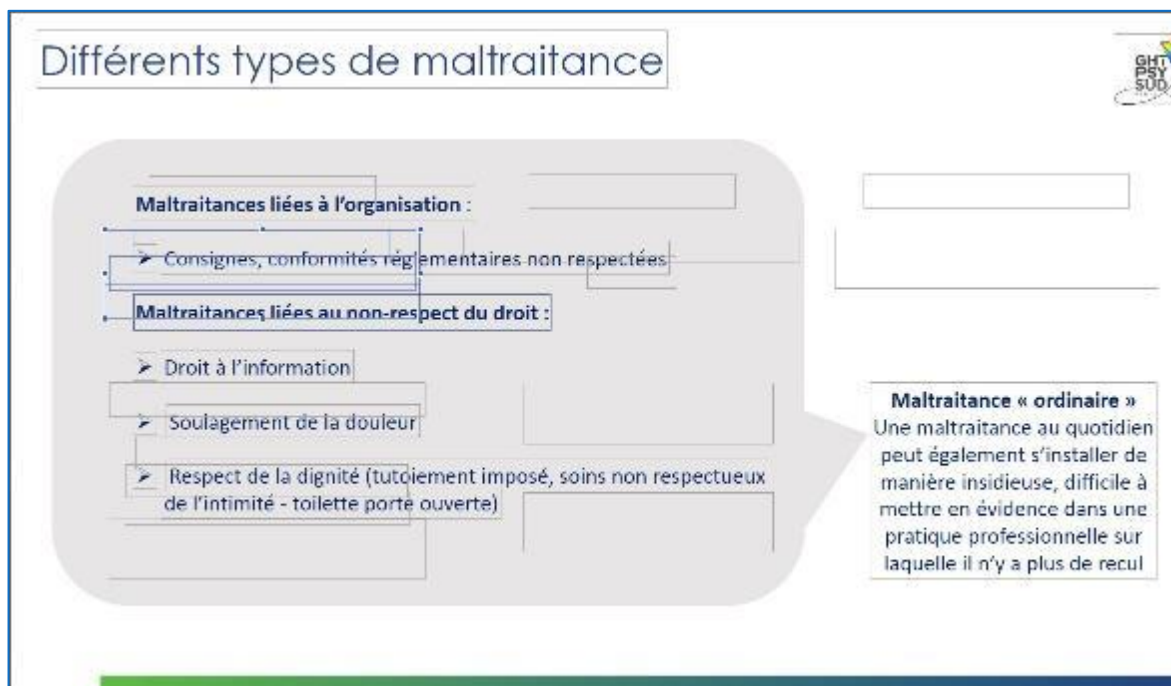 Différents types de maltraitance
GHT
PSY
SUD
Maltraitances liées à l'organisation :
➤ Consignes, conformités réglementaires non respectées
Maltraitances liées au non-respect du droit :
➤ Droit à l'information
➤ Soulagement de la douleur
➤ Respect de la dignité (tutoiement imposé, soins non respectueux
de l'intimité - toilette porte ouverte)
Maltraitance « ordinaire »
Une maltraitance au quotidien
peut également s'installer de
manière insidieuse, difficile à
mettre en évidence dans une
pratique professionnelle sur
laquelle il n'y a plus de recul